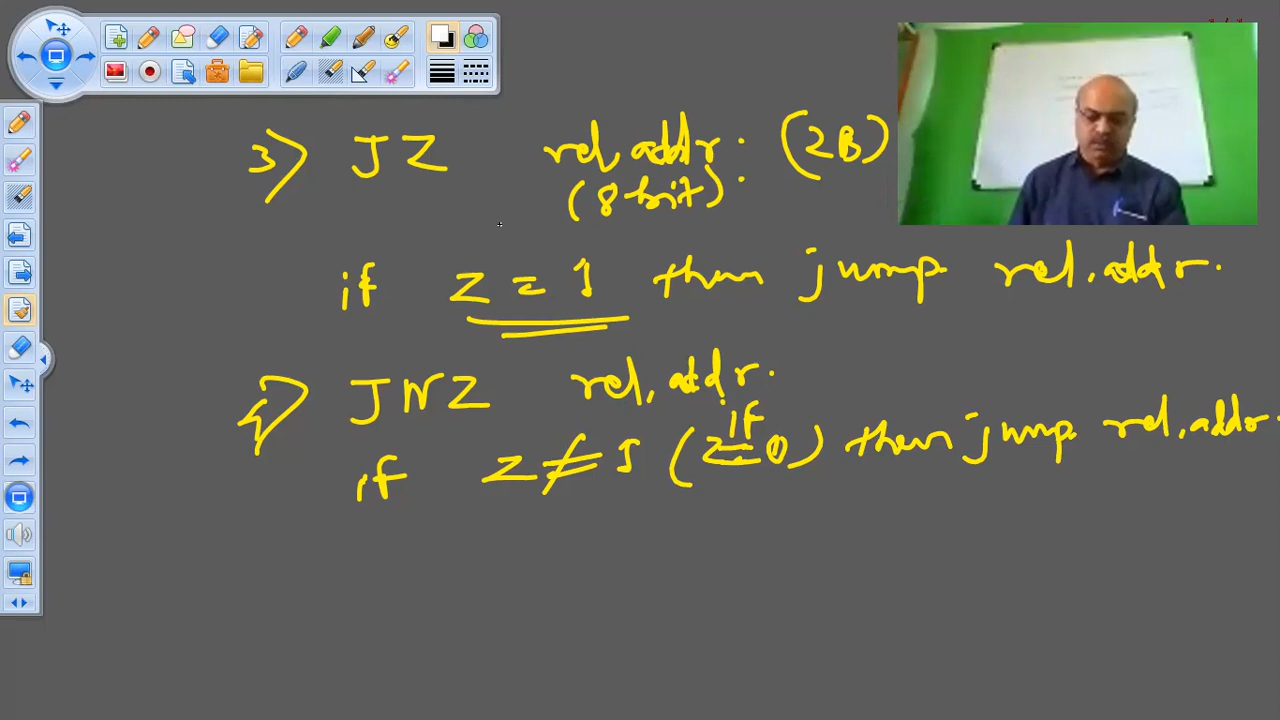 3) JZ rel. addr : (2B)
(8 bit) :
if Z = 1 then jump rel. addr.
4) JNZ rel. addr.
if
if Z ≠ 1 (Z = 0) then jump rel. addr.